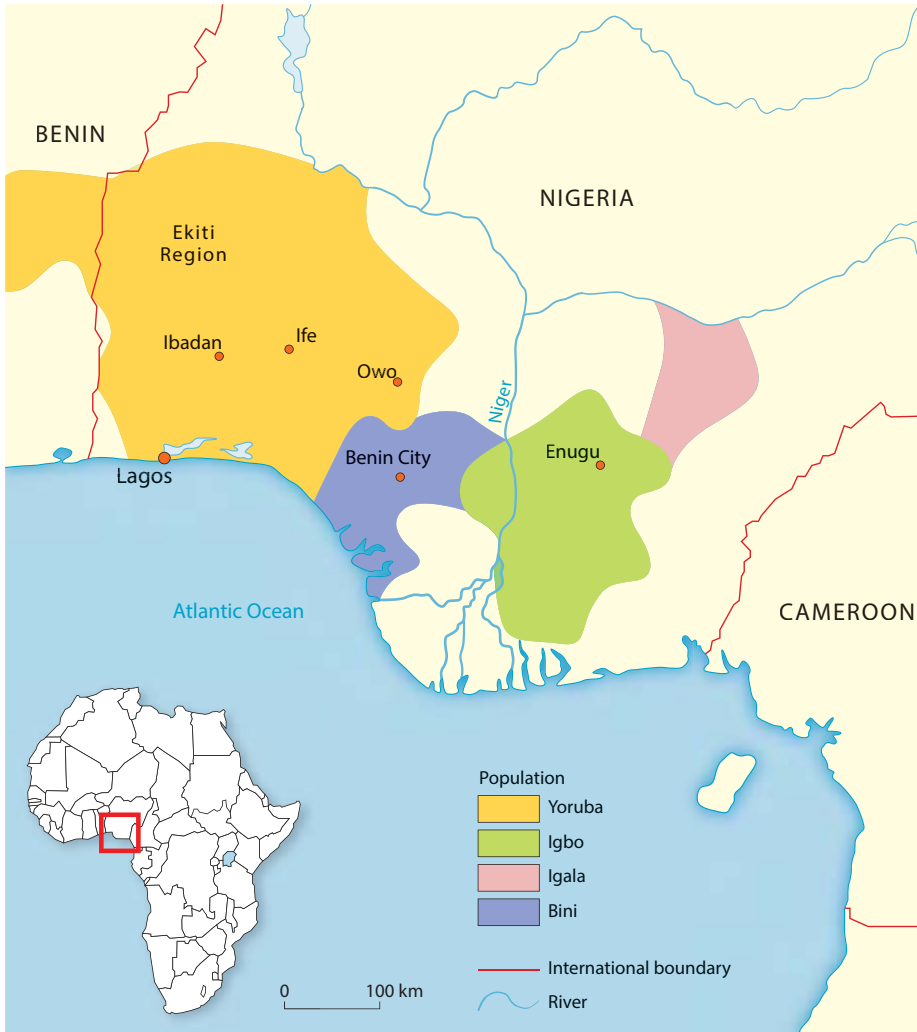 BENIN
NIGERIA
Ekiti
Region
Ibadan
Ife
Owo
Niger
Benin City
Enugu
Lagos
Atlantic Ocean
CAMEROON
Population
Yoruba
Igbo
Igala
Bini
International boundary
River
0 100 km